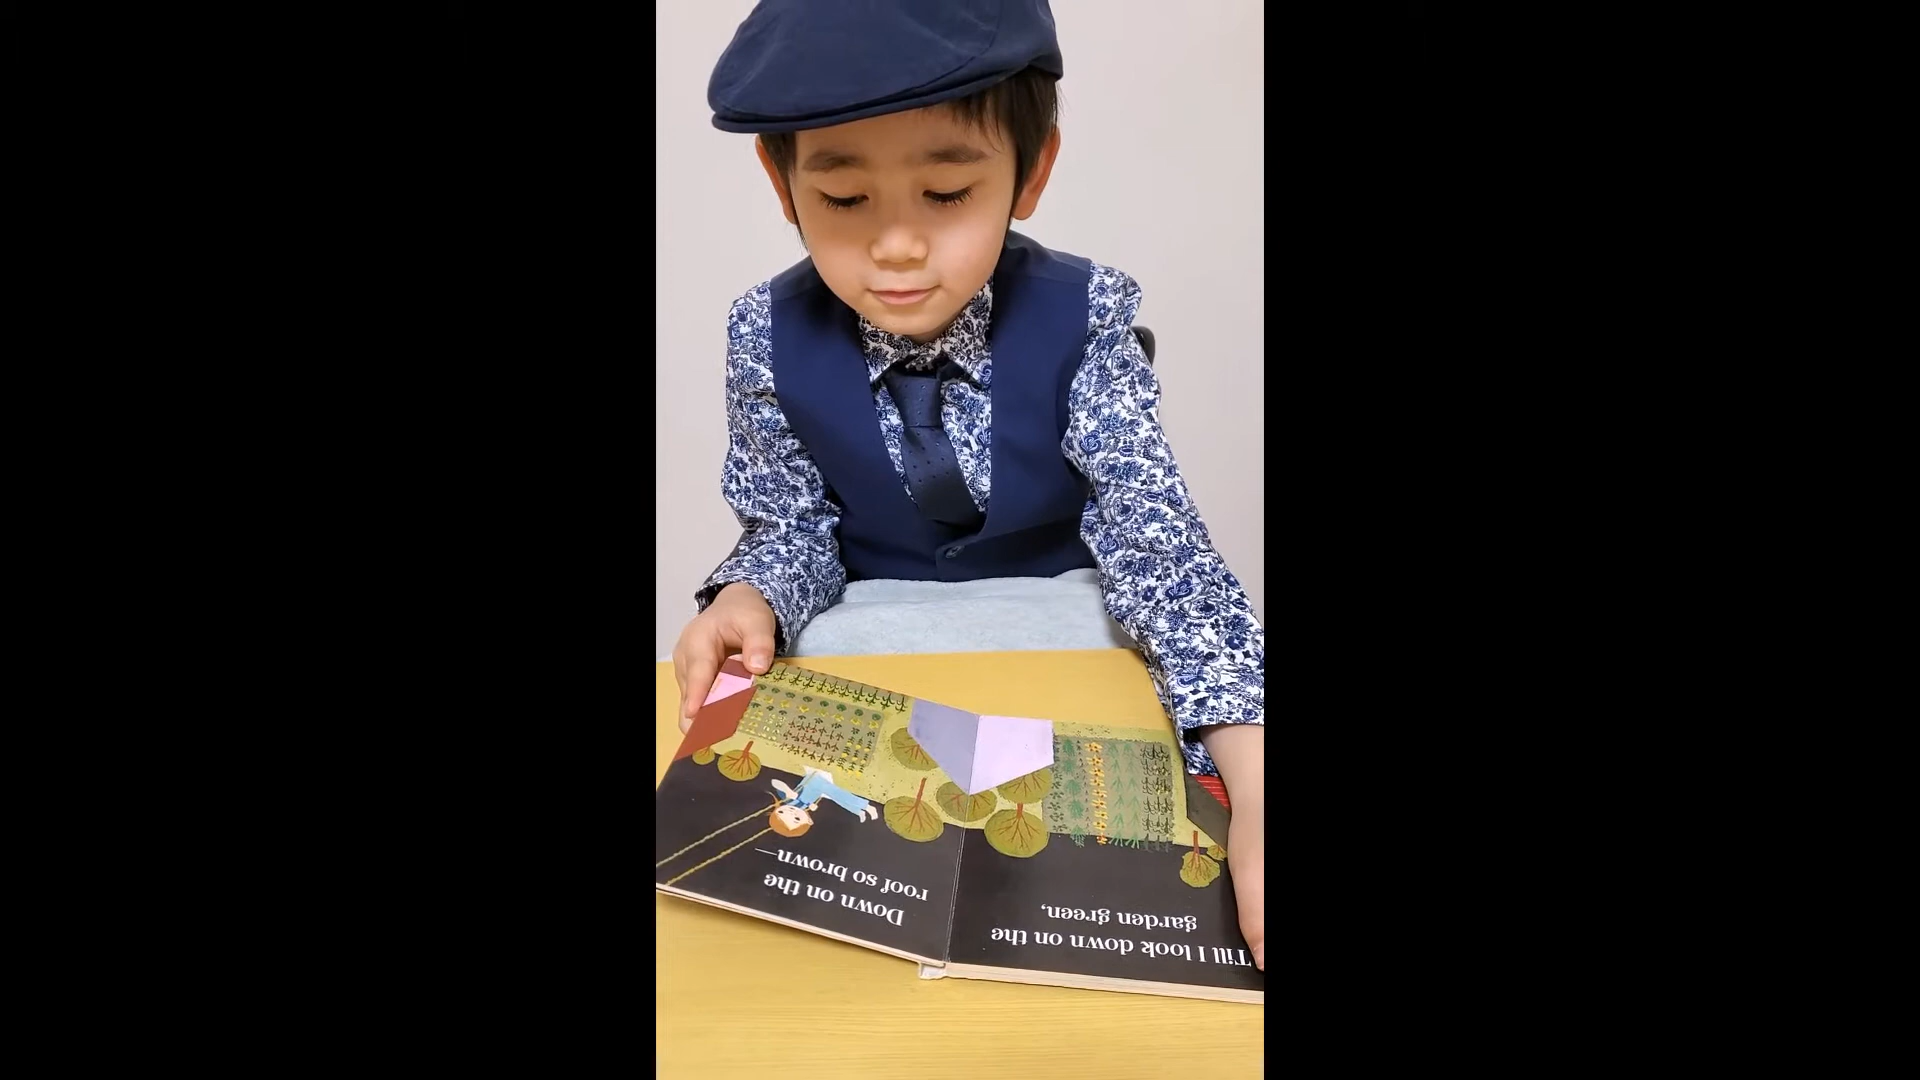 Till I look down on the
garden green,
Down on the
roof so brown—